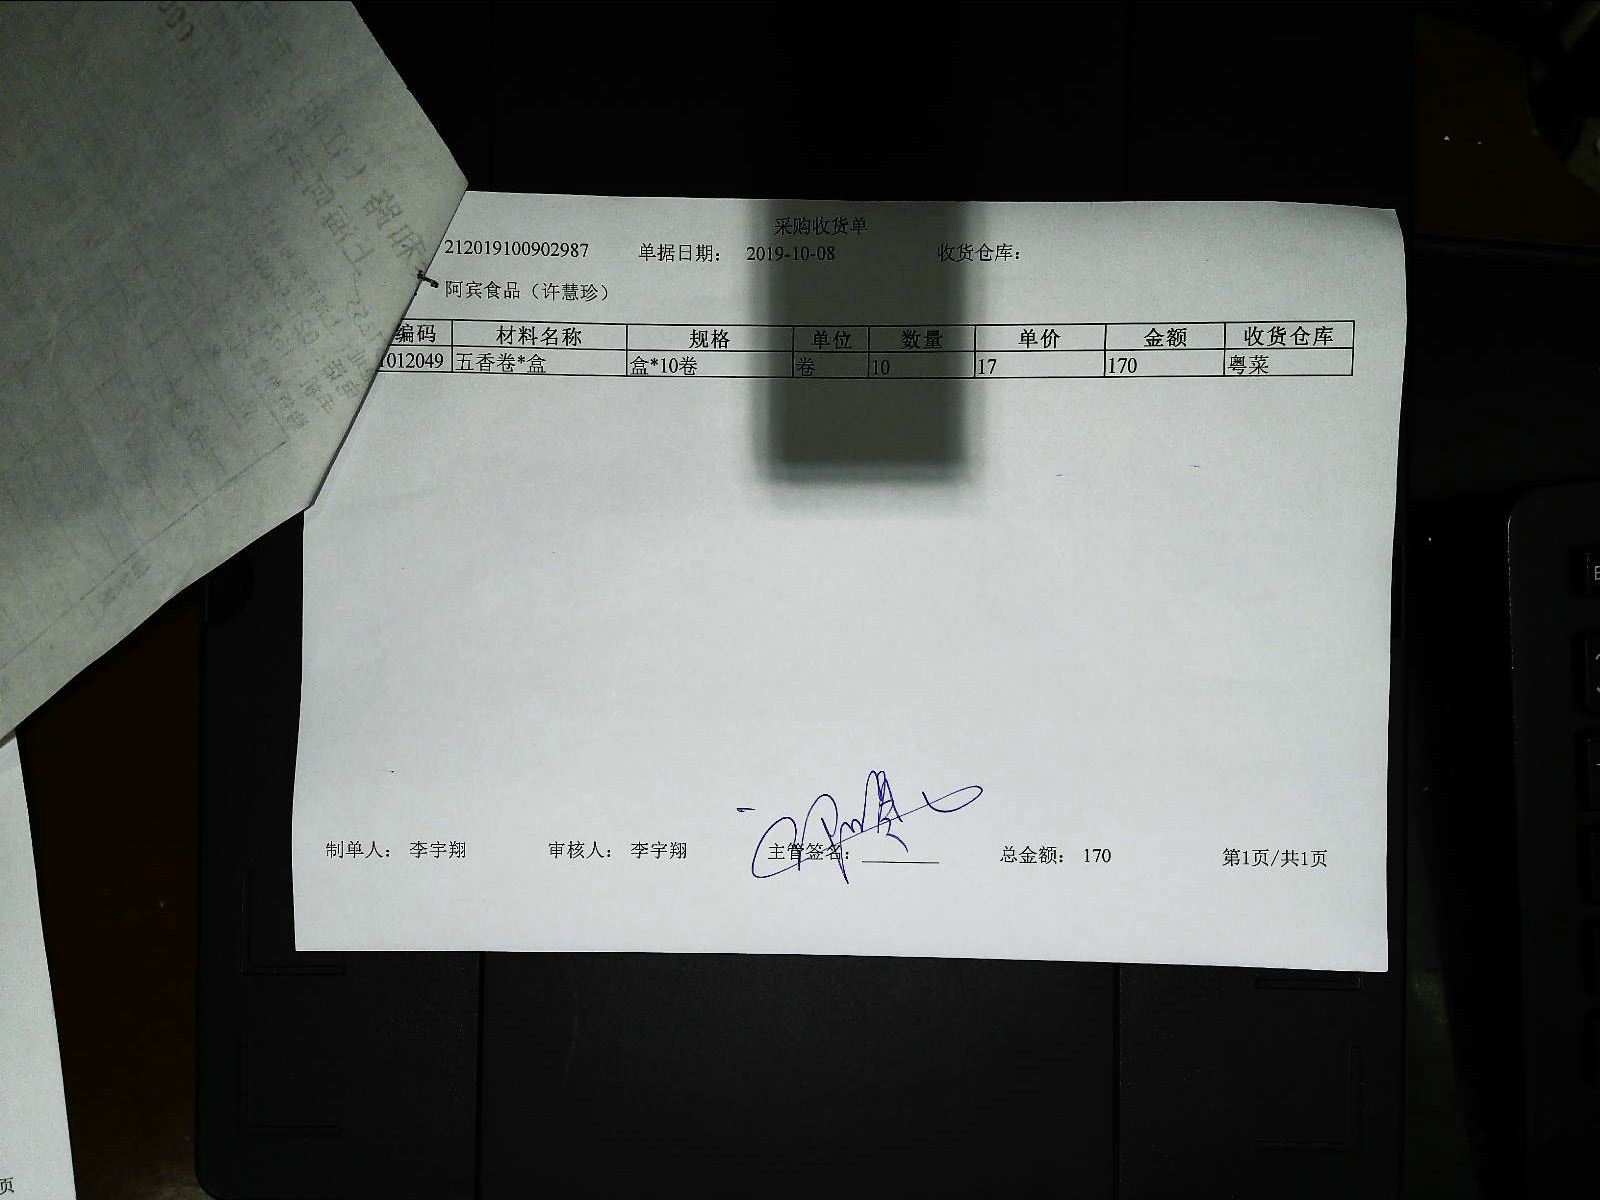 采购收货单
212019100902987 单据日期: 2019-10-08 收货仓库:
阿宾食品（许慧珍）
编码 材料名称 规格 单位 数量 单价 金额 收货仓库
1012049 五香卷*盒 盒*10卷 卷 10 17 170 粤菜
制单人: 李宇翔 审核人: 李宇翔 主管签名: 总金额: 170 第1页/共1页
页